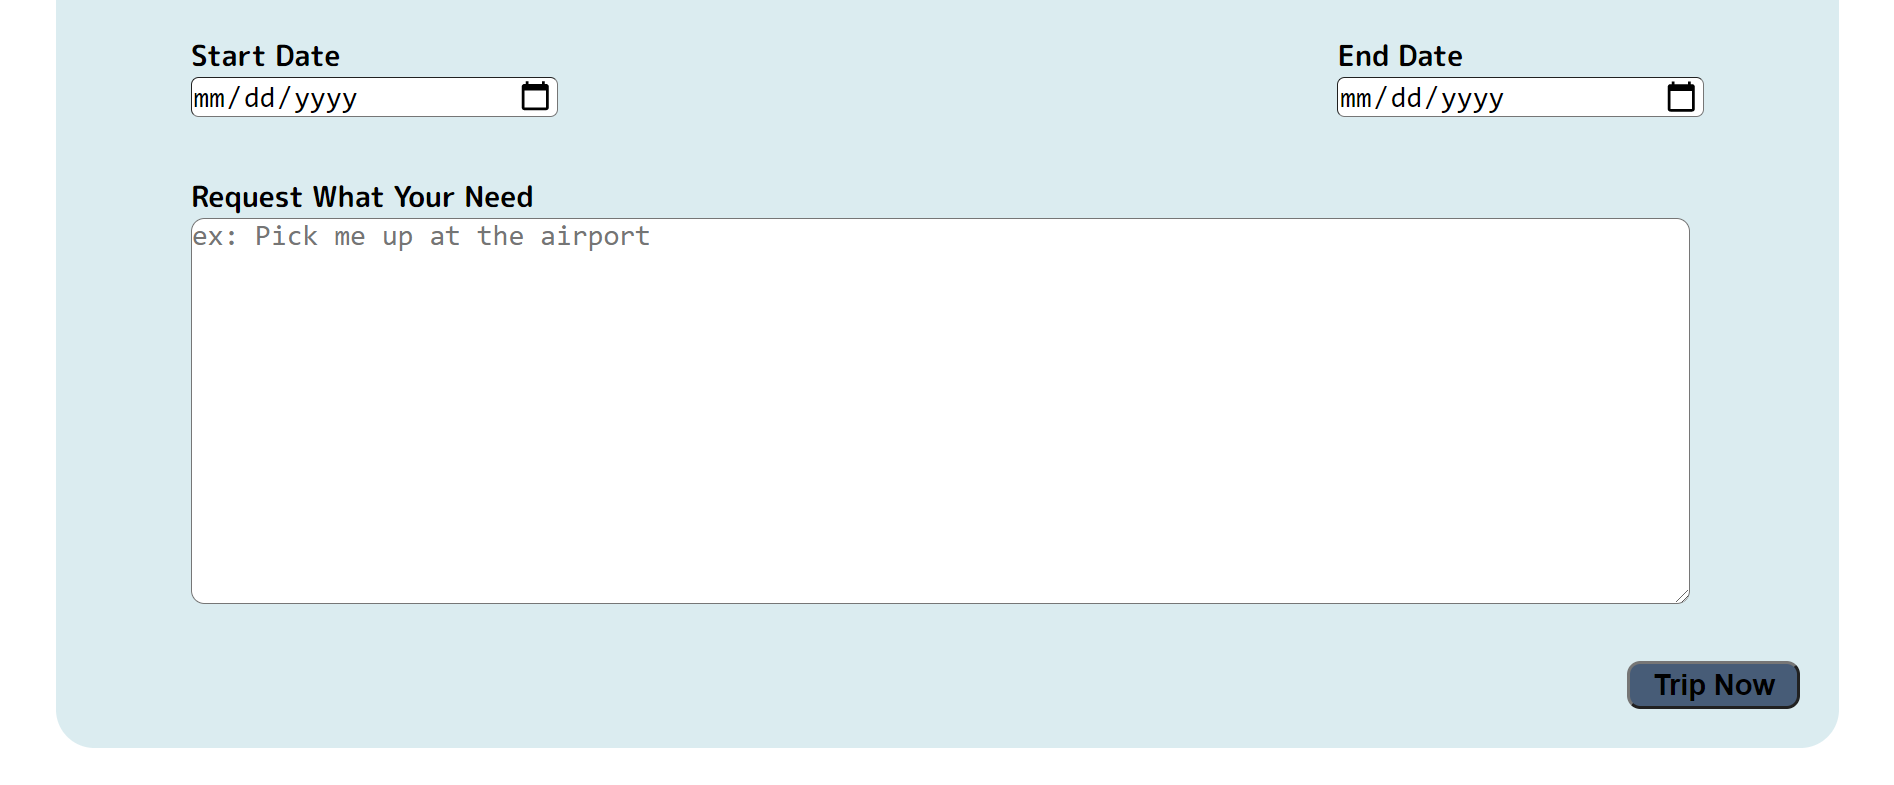 Start Date
End Date
mm/dd/yyyy
mm/dd/yyyy
Request What Your Need
ex: Pick me up at the airport
Trip Now